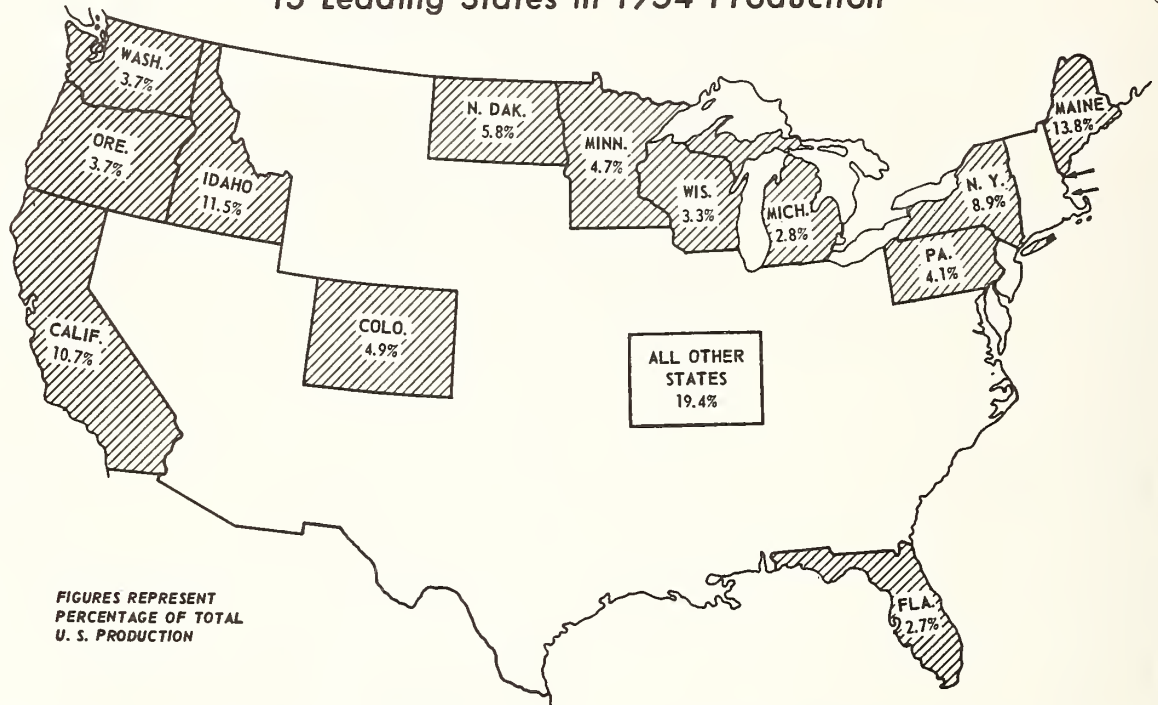 13 Leading States in 1954 Production
WASH.
3.7%
ORE.
3.7%
IDAHO
11.5%
CALIF.
10.7%
COLO.
4.9%
N. DAK.
5.8%
MINN.
4.7%
WIS.
3.3%
MICH.
2.8%
N. Y.
8.9%
PA.
4.1%
MAINE
13.8%
ALL OTHER
STATES
19.4%
FLA.
2.7%
FIGURES REPRESENT
PERCENTAGE OF TOTAL
U. S. PRODUCTION